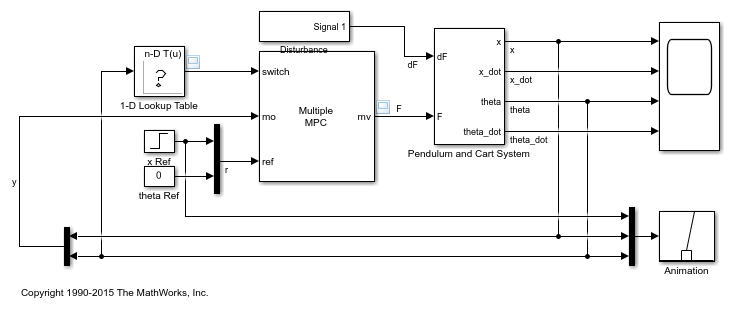 Signal 1
Disturbance
n-D T(u)
?
1-D Lookup Table
switch
mo
ref
Multiple
MPC
mv
F
dF
dF
F
x
x_dot
theta
theta_dot
x
x_dot
theta
theta_dot
Pendulum and Cart System
x Ref
0
theta Ref
r
y
Animation
Copyright 1990-2015 The MathWorks, Inc.